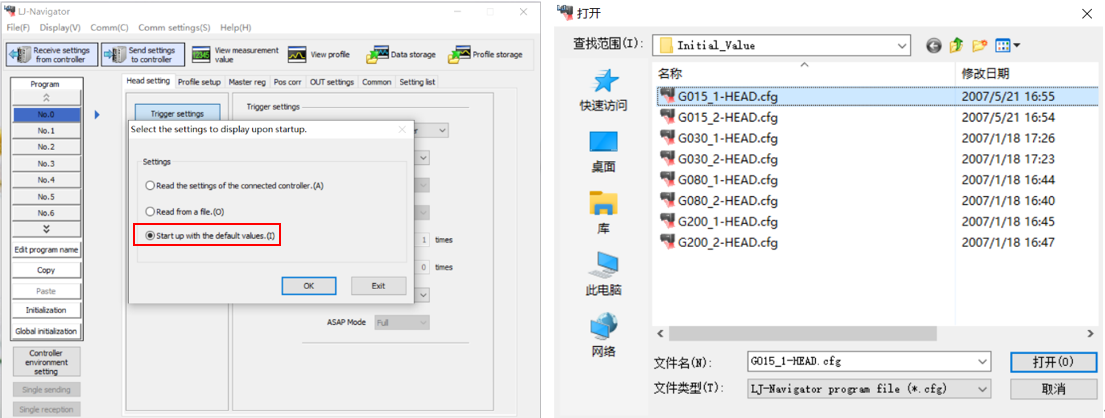 LJ-Navigator
File(F) Display(V) Comm(C) Comm settings(S) Help(H)
Receive settings from controller
Send settings to controller
View measurement value
View profile
Data storage
Profile storage
Program
No.0
No.1
No.2
No.3
No.4
No.5
No.6
Edit program name
Copy
Paste
Initialization
Global initialization
Controller
environment
setting
Single sending
Single reception
Head setting Profile setup Master reg Pos corr OUT settings Common Setting list
Trigger settings
Trigger settings
Select the settings to display upon startup.
Settings
Read the settings of the connected controller.(A)
Read from a file.(O)
Start up with the default values.(I)
OK Exit
1 times
0 times
ASAP Mode Full
打开
查找范围(I): Initial_Value
快速访问
桌面
库
此电脑
网络
名称 修改日期
G015_1-HEAD.cfg 2007/5/21 16:55
G015_2-HEAD.cfg 2007/5/21 16:54
G030_1-HEAD.cfg 2007/1/18 17:26
G030_2-HEAD.cfg 2007/1/18 17:23
G080_1-HEAD.cfg 2007/1/18 16:44
G080_2-HEAD.cfg 2007/1/18 16:40
G200_1-HEAD.cfg 2007/1/18 16:45
G200_2-HEAD.cfg 2007/1/18 16:47
文件名(N): G015_1-HEAD.cfg 打开(O)
文件类型(T): LJ-Navigator program file (*.cfg) 取消